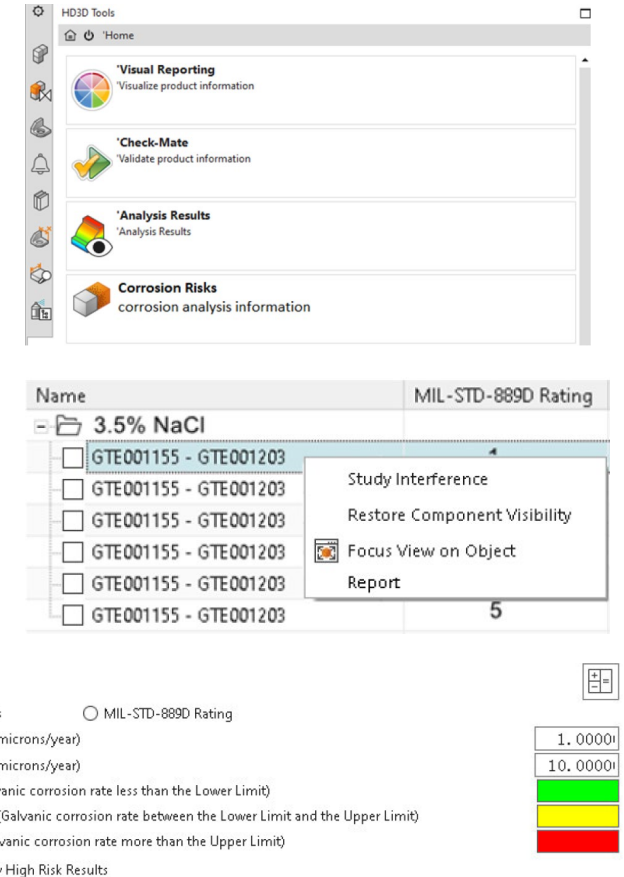 HD3D Tools
'Home
'Visual Reporting
'Visualize product information
'Check-Mate
'Validate product information
'Analysis Results
'Analysis Results
Corrosion Risks
corrosion analysis information
Name MIL-STD-889D Rating
3.5% NaCl
GTE001155 - GTE001203
GTE001155 - GTE001203
GTE001155 - GTE001203
GTE001155 - GTE001203
GTE001155 - GTE001203
GTE001155 - GTE001203 5
Study Interference
Restore Component Visibility
Focus View on Object
Report
MIL-STD-889D Rating
microns/year) 1.0000
microns/year) 10.0000
vanic corrosion rate less than the Lower Limit)
(Galvanic corrosion rate between the Lower Limit and the Upper Limit)
vanic corrosion rate more than the Upper Limit)
High Risk Results